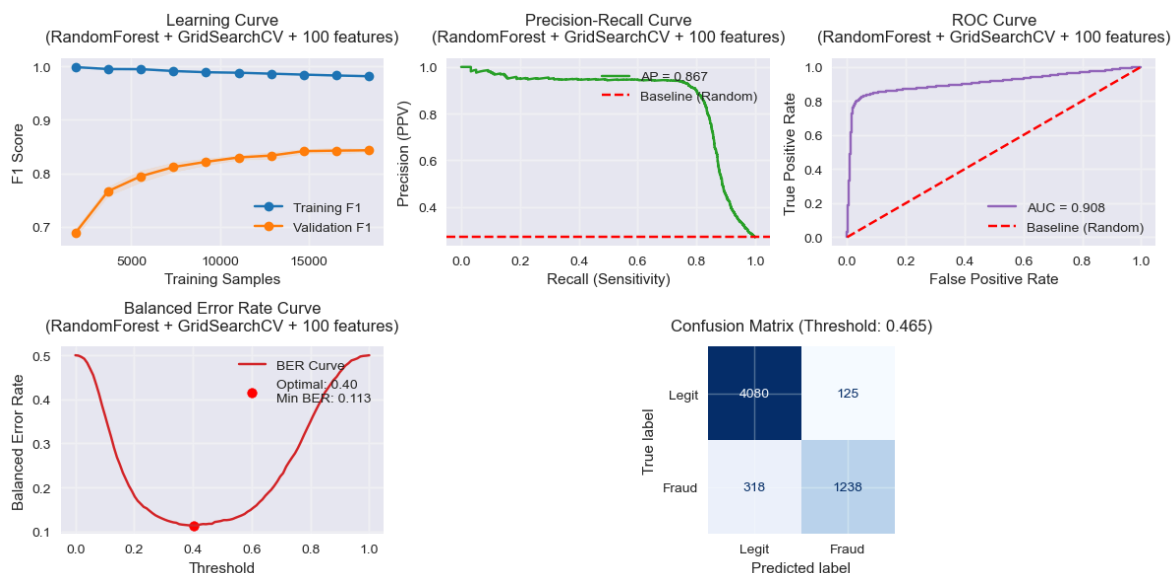 Learning Curve
(RandomForest + GridSearchCV + 100 features)
1.0
0.9
0.8
0.7
F1 Score
Training F1
Validation F1
5000
10000
15000
Training Samples
Precision-Recall Curve
(RandomForest + GridSearchCV + 100 features)
1.0
0.8
0.6
0.4
Precision (PPV)
AP = 0.867
Baseline (Random)
0.0
0.2
0.4
0.6
0.8
1.0
Recall (Sensitivity)
ROC Curve
(RandomForest + GridSearchCV + 100 features)
1.0
0.8
0.6
0.4
0.2
0.0
True Positive Rate
AUC = 0.908
Baseline (Random)
0.0
0.2
0.4
0.6
0.8
1.0
False Positive Rate
Balanced Error Rate Curve
(RandomForest + GridSearchCV + 100 features)
0.5
0.4
0.3
0.2
0.1
Balanced Error Rate
BER Curve
Optimal: 0.40
Min BER: 0.113
0.0
0.2
0.4
0.6
0.8
1.0
Threshold
Confusion Matrix (Threshold: 0.465)
True label
Legit
4080
125
Fraud
318
1238
Legit
Fraud
Predicted label